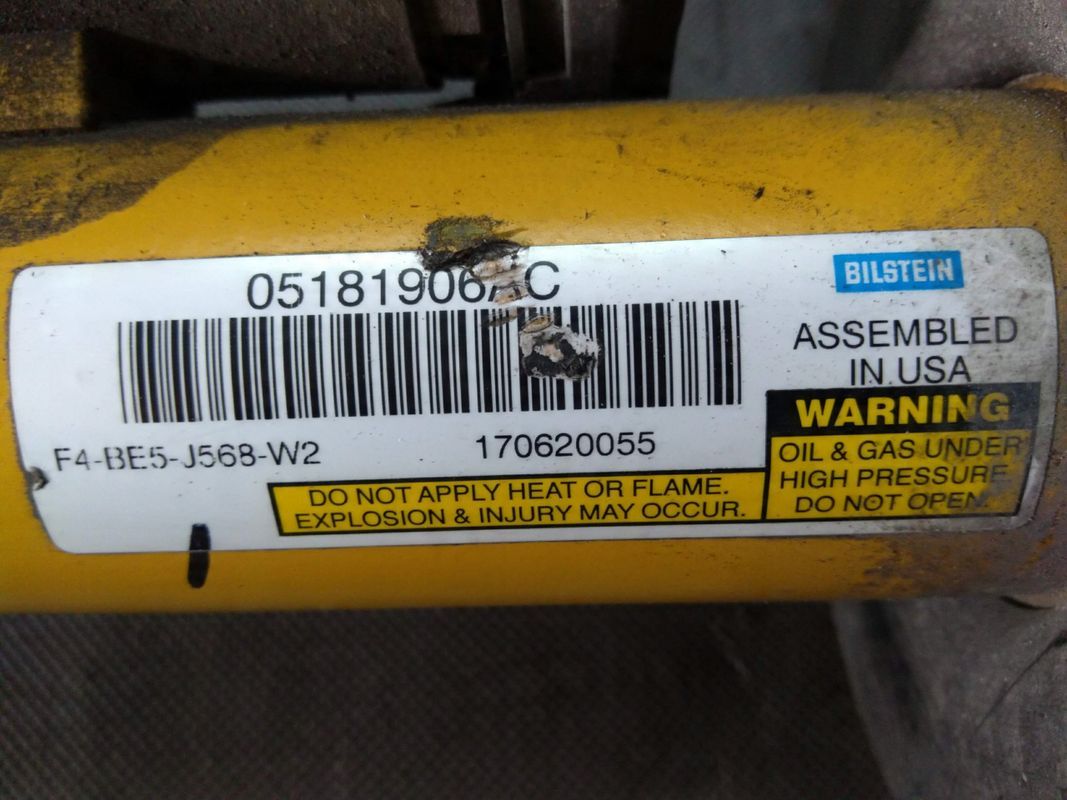 05181906AC
BILSTEIN
ASSEMBLED
IN USA
F4-BE5-J568-W2
170620055
WARNING
OIL & GAS UNDER
HIGH PRESSURE
DO NOT OPEN.
DO NOT APPLY HEAT OR FLAME.
EXPLOSION & INJURY MAY OCCUR.